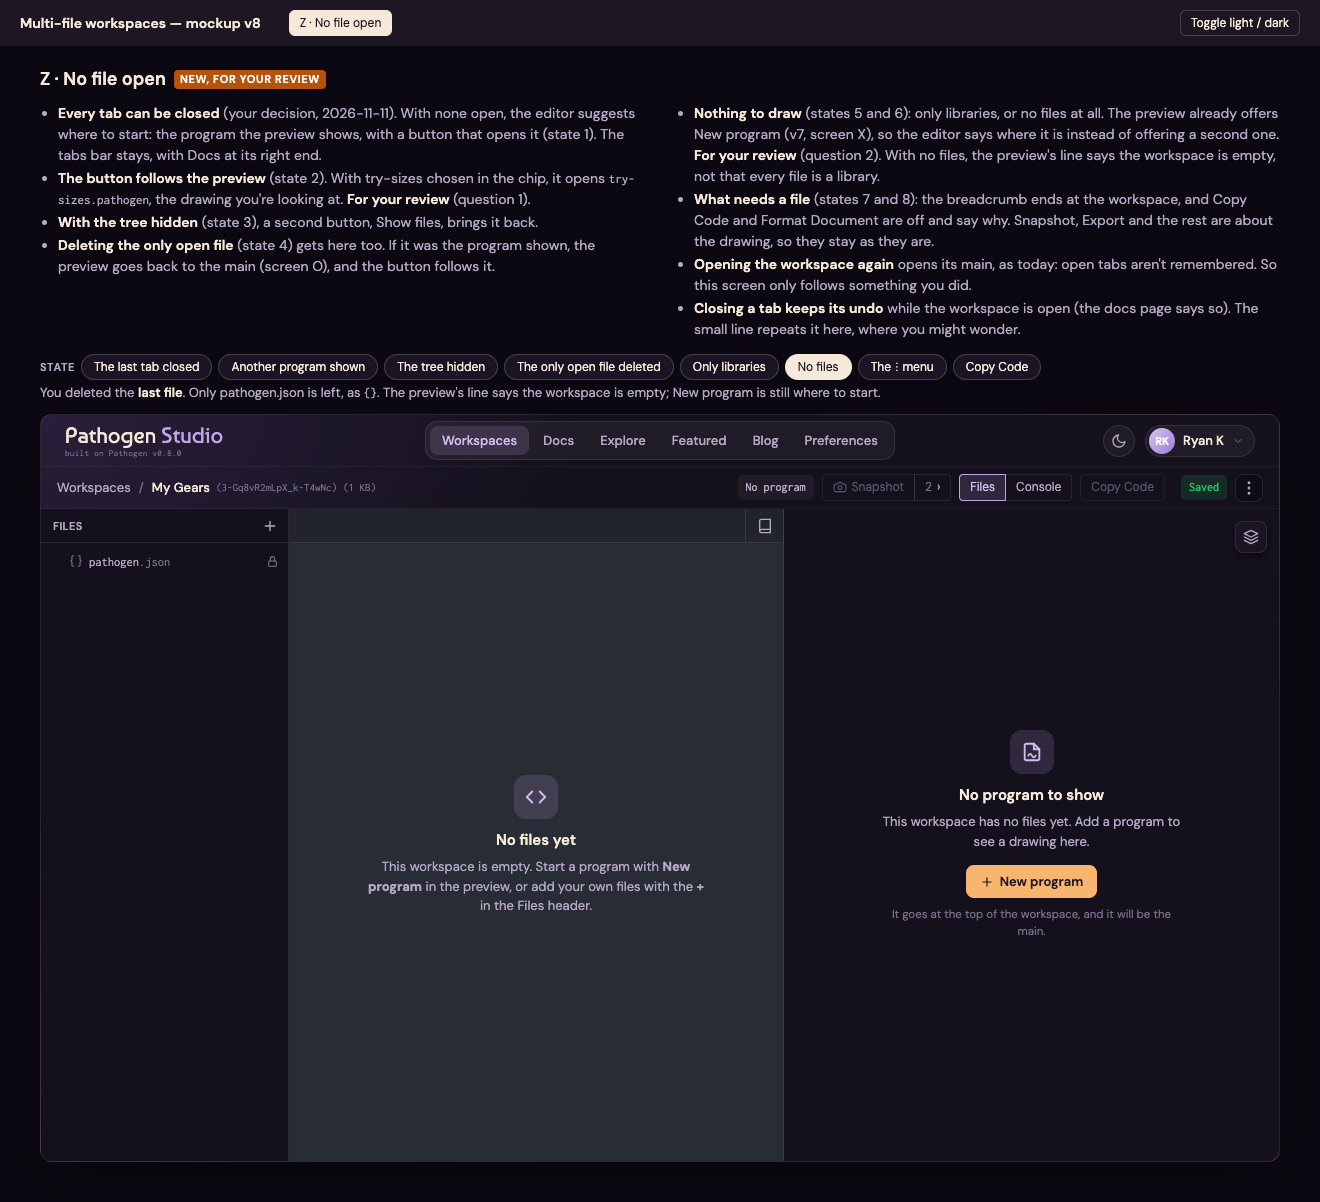 Multi-file workspaces — mockup v8
Z · No file open
Toggle light / dark
Z · No file open
NEW, FOR YOUR REVIEW
Every tab can be closed (your decision, 2026-11-11). With none open, the editor suggests
where to start: the program the preview shows, with a button that opens it (state 1). The
tabs bar stays, with Docs at its right end.
The button follows the preview (state 2). With try-sizes chosen in the chip, it opens try-
sizes.pathogen, the drawing you're looking at. For your review (question 1).
With the tree hidden (state 3), a second button, Show files, brings it back.
Deleting the only open file (state 4) gets here too. If it was the program shown, the
preview goes back to the main (screen O), and the button follows it.
Nothing to draw (states 5 and 6): only libraries, or no files at all. The preview already offers
New program (v7, screen X), so the editor says where it is instead of offering a second one.
For your review (question 2). With no files, the preview's line says the workspace is empty,
not that every file is a library.
What needs a file (states 7 and 8): the breadcrumb ends at the workspace, and Copy
Code and Format Document are off and say why. Snapshot, Export and the rest are about
the drawing, so they stay as they are.
Opening the workspace again opens its main, as today: open tabs aren't remembered. So
this screen only follows something you did.
Closing a tab keeps its undo while the workspace is open (the docs page says so). The
small line repeats it here, where you might wonder.
STATE
The last tab closed
Another program shown
The tree hidden
The only open file deleted
Only libraries
No files
The ⋮ menu
Copy Code
You deleted the last file. Only pathogen.json is left, as {}. The preview's line says the workspace is empty; New program is still where to start.
Pathogen Studio
built on Pathogen v0.8.0
Workspaces
Docs
Explore
Featured
Blog
Preferences
RK
Ryan K
Workspaces / My Gears (3-Gq8vR2mLpX_k-T4wNc) (1 KB)
No program
Snapshot
2 ›
Files
Console
Copy Code
Saved
FILES
+
{} pathogen.json
No files yet
This workspace is empty. Start a program with New
program in the preview, or add your own files with the +
in the Files header.
No program to show
This workspace has no files yet. Add a program to
see a drawing here.
+ New program
It goes at the top of the workspace, and it will be the
main.